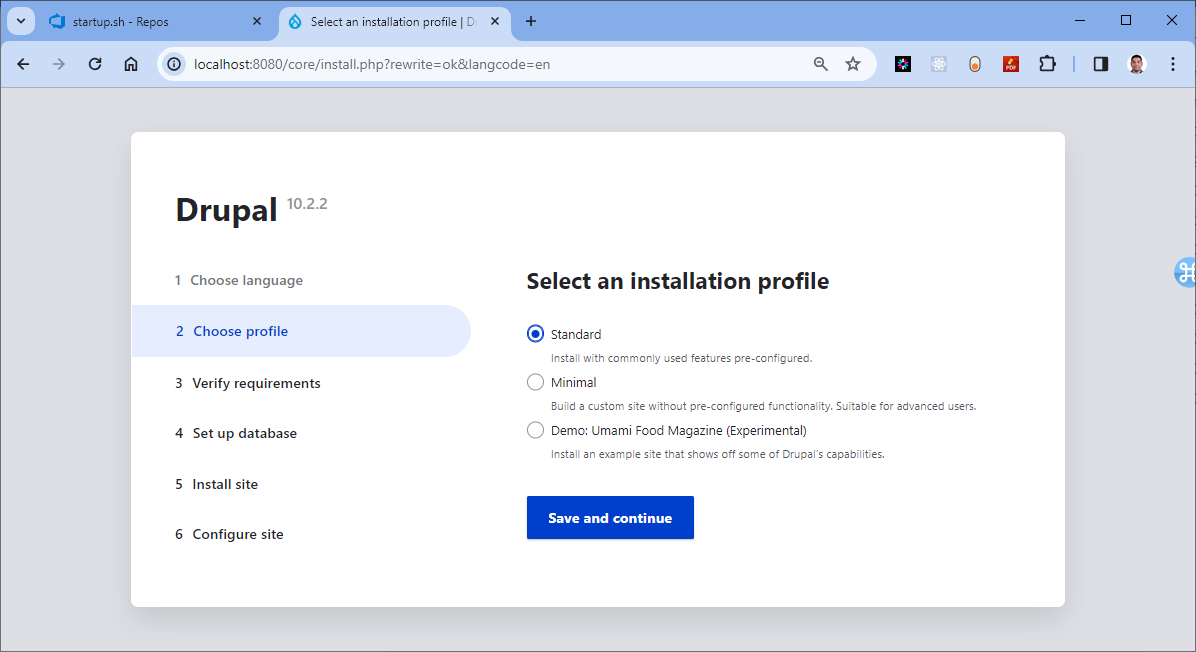 startup.sh - Repos
Select an installation profile | D
localhost:8080/core/install.php?rewrite=ok&langcode=en
PDF
Drupal 10.2.2
1 Choose language
2 Choose profile
3 Verify requirements
4 Set up database
5 Install site
6 Configure site
Select an installation profile
Standard
Install with commonly used features pre-configured.
Minimal
Build a custom site without pre-configured functionality. Suitable for advanced users.
Demo: Umami Food Magazine (Experimental)
Install an example site that shows off some of Drupal's capabilities.
Save and continue